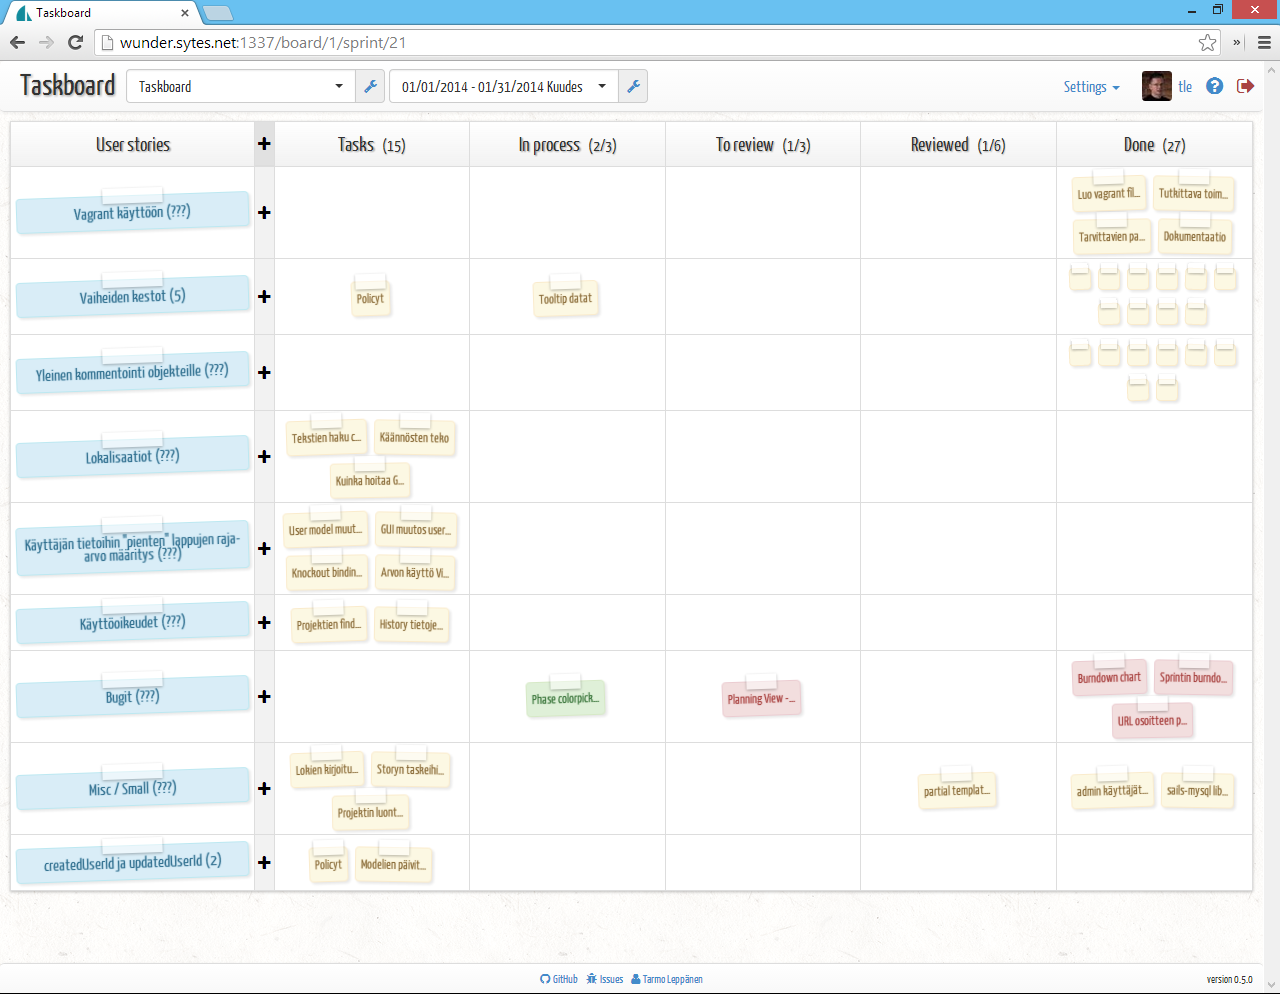 Taskboard
wunder.sytes.net:1337/board/1/sprint/21
»
Taskboard
Taskboard
01/01/2014 - 01/31/2014 Kuudes
Settings
tle
?
User stories
+
Tasks (15)
In process (2/3)
To review (1/3)
Reviewed (1/6)
Done (27)
Vagrant käyttöön (???)
+
Luo vagrant fil...
Tutkittava toim...
Tarvittavien pa...
Dokumentaatio
Vaiheiden kestot (5)
+
Policyt
Tooltip datat
Yleinen kommentointi objekteille (???)
+
Lokalisaatiot (???)
+
Tekstien haku c...
Käännösten teko
Kuinka hoitaa G...
Käyttäjän tietoihin "pienten" lappujen raja-
arvo määritys (???)
+
User model muut...
GUI muutos user...
Knockout bindin...
Arvon käyttö Vi...
Käyttöoikeudet (???)
+
Projektien find...
History tietoje...
Bugit (???)
+
Phase colorpick...
Planning View -...
Burndown chart
Sprintin burndo...
URL osoitteen p...
Misc / Small (???)
+
Lokien kirjoitu...
Storyn taskeihi...
Projektin luont...
partial templat...
admin käyttäjät...
sails-mysql lib...
createdUserId ja updatedUserId (2)
+
Policyt
Modelien päivit...
GitHub
Issues
Tarmo Leppänen
version 0.5.0